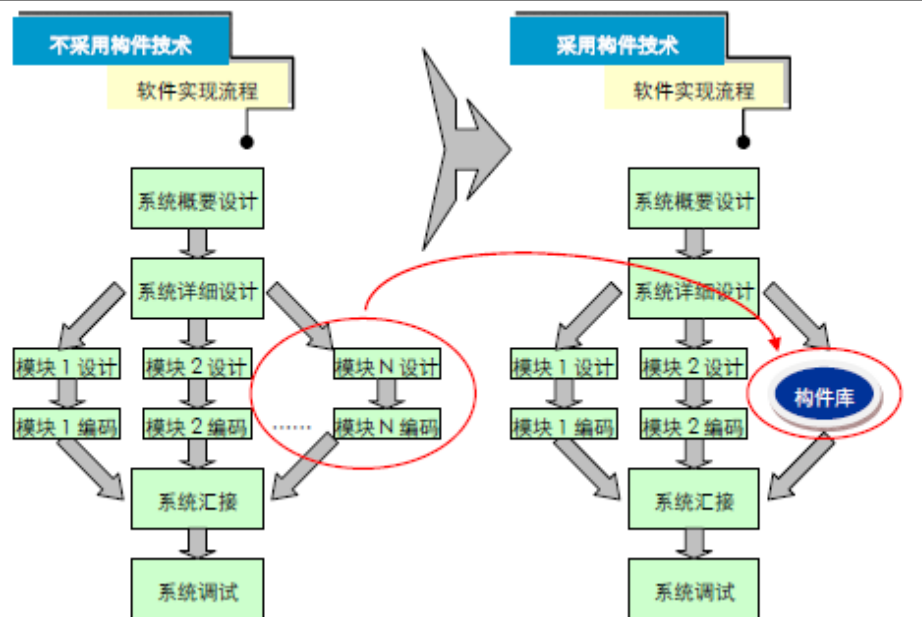 不采用构件技术
软件实现流程
系统概要设计
系统详细设计
模块 1 设计
模块 2 设计
模块 N 设计
模块 1 编码
模块 2 编码
……
模块 N 编码
系统汇接
系统调试
采用构件技术
软件实现流程
系统概要设计
系统详细设计
模块 1 设计
模块 2 设计
构件库
模块 1 编码
模块 2 编码
系统汇接
系统调试